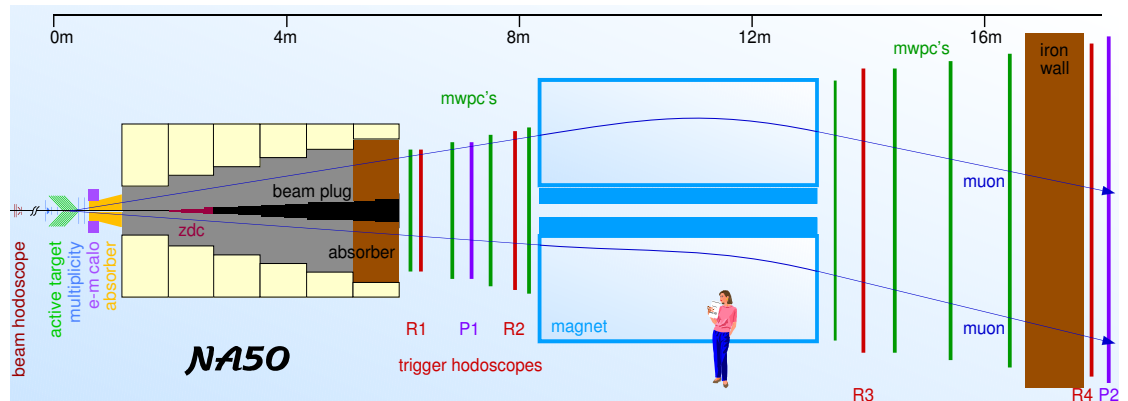 0m
4m
8m
12m
16m
mwpc's
mwpc's
iron
wall
beam plug
zdc
absorber
muon
muon
beam hodoscope
active target
multiplicity
e-m calo
absorber
R1
P1
R2
magnet
NA50
trigger hodoscopes
R3
R4
P2